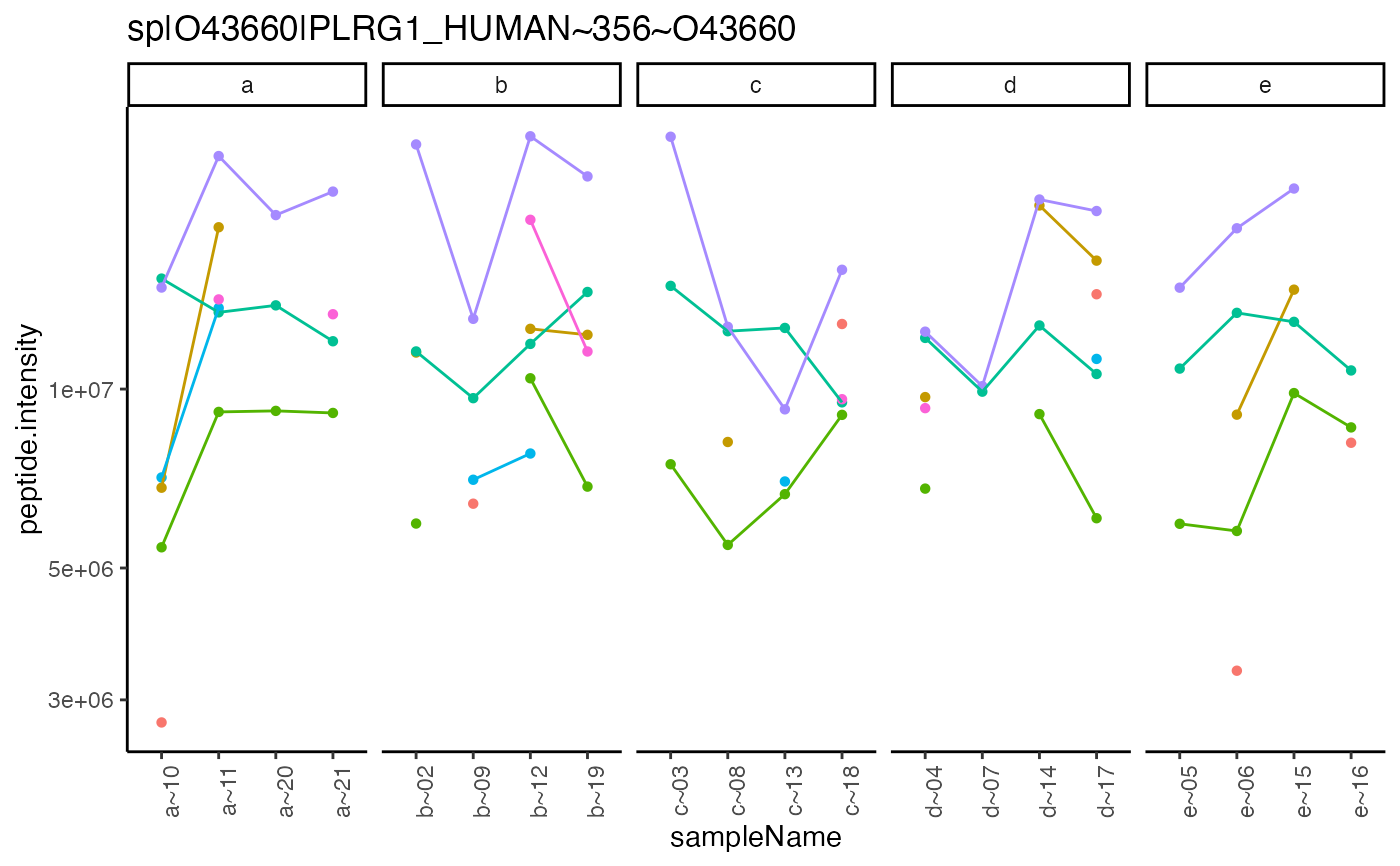 sp|O43660|PLRG1_HUMAN~356~O43660
a b c d e
peptide.intensity
1e+07
5e+06
3e+06
a~10 a~11 a~20 a~21 b~02 b~09 b~12 b~19 c~03 c~08 c~13 c~18 d~04 d~07 d~14 d~17 e~05 e~06 e~15 e~16
sampleName